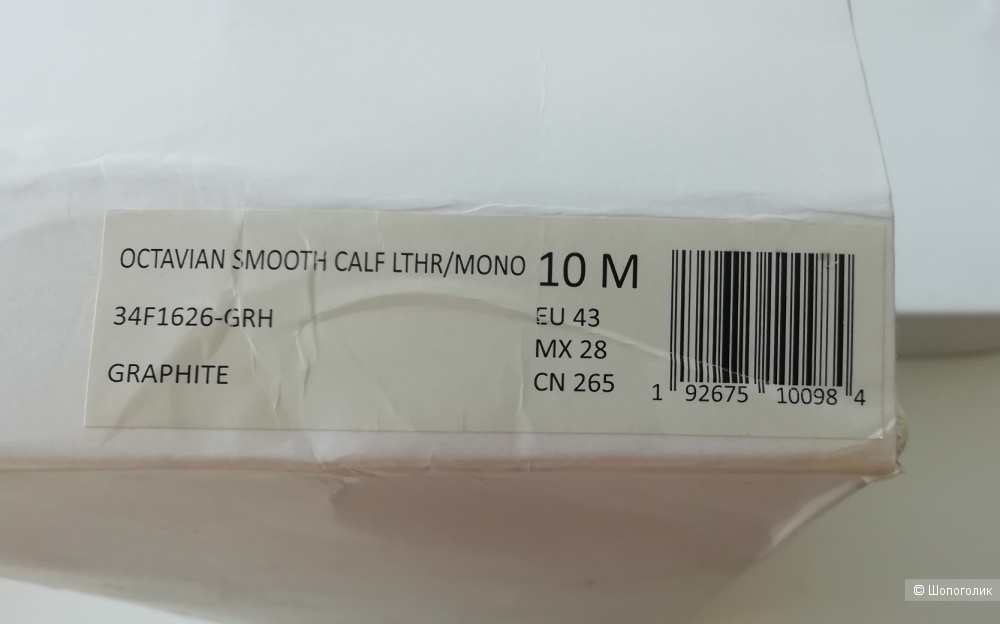 OCTAVIAN SMOOTH CALF LTHR/MONO 10 M
34F1626-GRH EU 43
MX 28
GRAPHITE CN 265
1 92675 10098 4
© Шопоголик